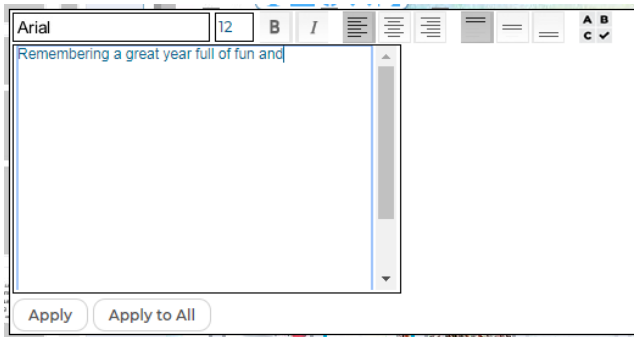 Arial 12 B I A B C
Remembering a great year full of fun and
Apply Apply to All